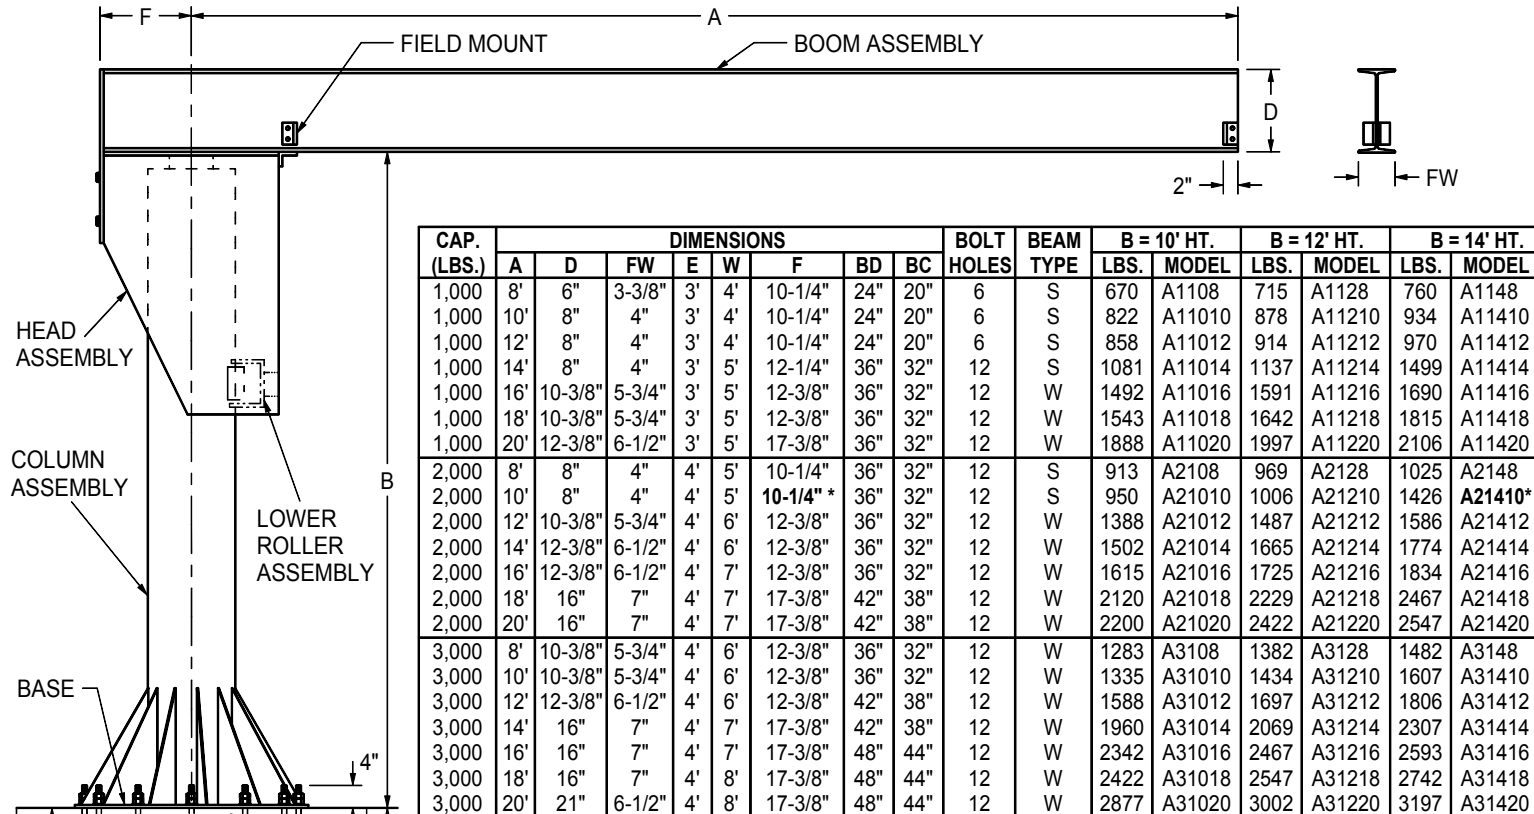 F
A
FIELD MOUNT
BOOM ASSEMBLY
D
2"
FW
HEAD
ASSEMBLY
COLUMN
ASSEMBLY
B
LOWER
ROLLER
ASSEMBLY
BASE
4"
CAP. DIMENSIONS BOLT BEAM B = 10' HT. B = 12' HT. B = 14' HT.
(LBS.) A D FW E W F BD BC HOLES TYPE LBS. MODEL LBS. MODEL LBS. MODEL
1,000 8' 6" 3-3/8" 3' 4' 10-1/4" 24" 20" 6 S 670 A1108 715 A1128 760 A1148
1,000 10' 8" 4" 3' 4' 10-1/4" 24" 20" 6 S 822 A11010 878 A11210 934 A11410
1,000 12' 8" 4" 3' 4' 10-1/4" 24" 20" 6 S 858 A11012 914 A11212 970 A11412
1,000 14' 8" 4" 3' 5' 12-1/4" 36" 32" 12 S 1081 A11014 1137 A11214 1499 A11414
1,000 16' 10-3/8" 5-3/4" 3' 5' 12-3/8" 36" 32" 12 W 1492 A11016 1591 A11216 1690 A11416
1,000 18' 10-3/8" 5-3/4" 3' 5' 12-3/8" 36" 32" 12 W 1543 A11018 1642 A11218 1815 A11418
1,000 20' 12-3/8" 6-1/2" 3' 5' 17-3/8" 36" 32" 12 W 1888 A11020 1997 A11220 2106 A11420
2,000 8' 8" 4" 4' 5' 10-1/4" 36" 32" 12 S 913 A2108 969 A2128 1025 A2148
2,000 10' 8" 4" 4' 5' 10-1/4" * 36" 32" 12 S 950 A21010 1006 A21210 1426 A21410*
2,000 12' 10-3/8" 5-3/4" 4' 6' 12-3/8" 36" 32" 12 W 1388 A21012 1487 A21212 1586 A21412
2,000 14' 12-3/8" 6-1/2" 4' 6' 12-3/8" 36" 32" 12 W 1502 A21014 1665 A21214 1774 A21414
2,000 16' 12-3/8" 6-1/2" 4' 7' 12-3/8" 36" 32" 12 W 1615 A21016 1725 A21216 1834 A21416
2,000 18' 16" 7" 4' 7' 17-3/8" 42" 38" 12 W 2120 A21018 2229 A21218 2467 A21418
2,000 20' 16" 7" 4' 7' 17-3/8" 42" 38" 12 W 2200 A21020 2422 A21220 2547 A21420
3,000 8' 10-3/8" 5-3/4" 4' 6' 12-3/8" 36" 32" 12 W 1283 A3108 1382 A3128 1482 A3148
3,000 10' 10-3/8" 5-3/4" 4' 6' 12-3/8" 36" 32" 12 W 1335 A31010 1434 A31210 1607 A31410
3,000 12' 12-3/8" 6-1/2" 4' 6' 12-3/8" 42" 38" 12 W 1588 A31012 1697 A31212 1806 A31412
3,000 14' 16" 7" 4' 7' 17-3/8" 42" 38" 12 W 1960 A31014 2069 A31214 2307 A31414
3,000 16' 16" 7" 4' 7' 17-3/8" 48" 44" 12 W 2342 A31016 2467 A31216 2593 A31416
3,000 18' 16" 7" 4' 8' 17-3/8" 48" 44" 12 W 2422 A31018 2547 A31218 2742 A31418
3,000 20' 21" 6-1/2" 4' 8' 17-3/8" 48" 44" 12 W 2877 A31020 3002 A31220 3197 A31420